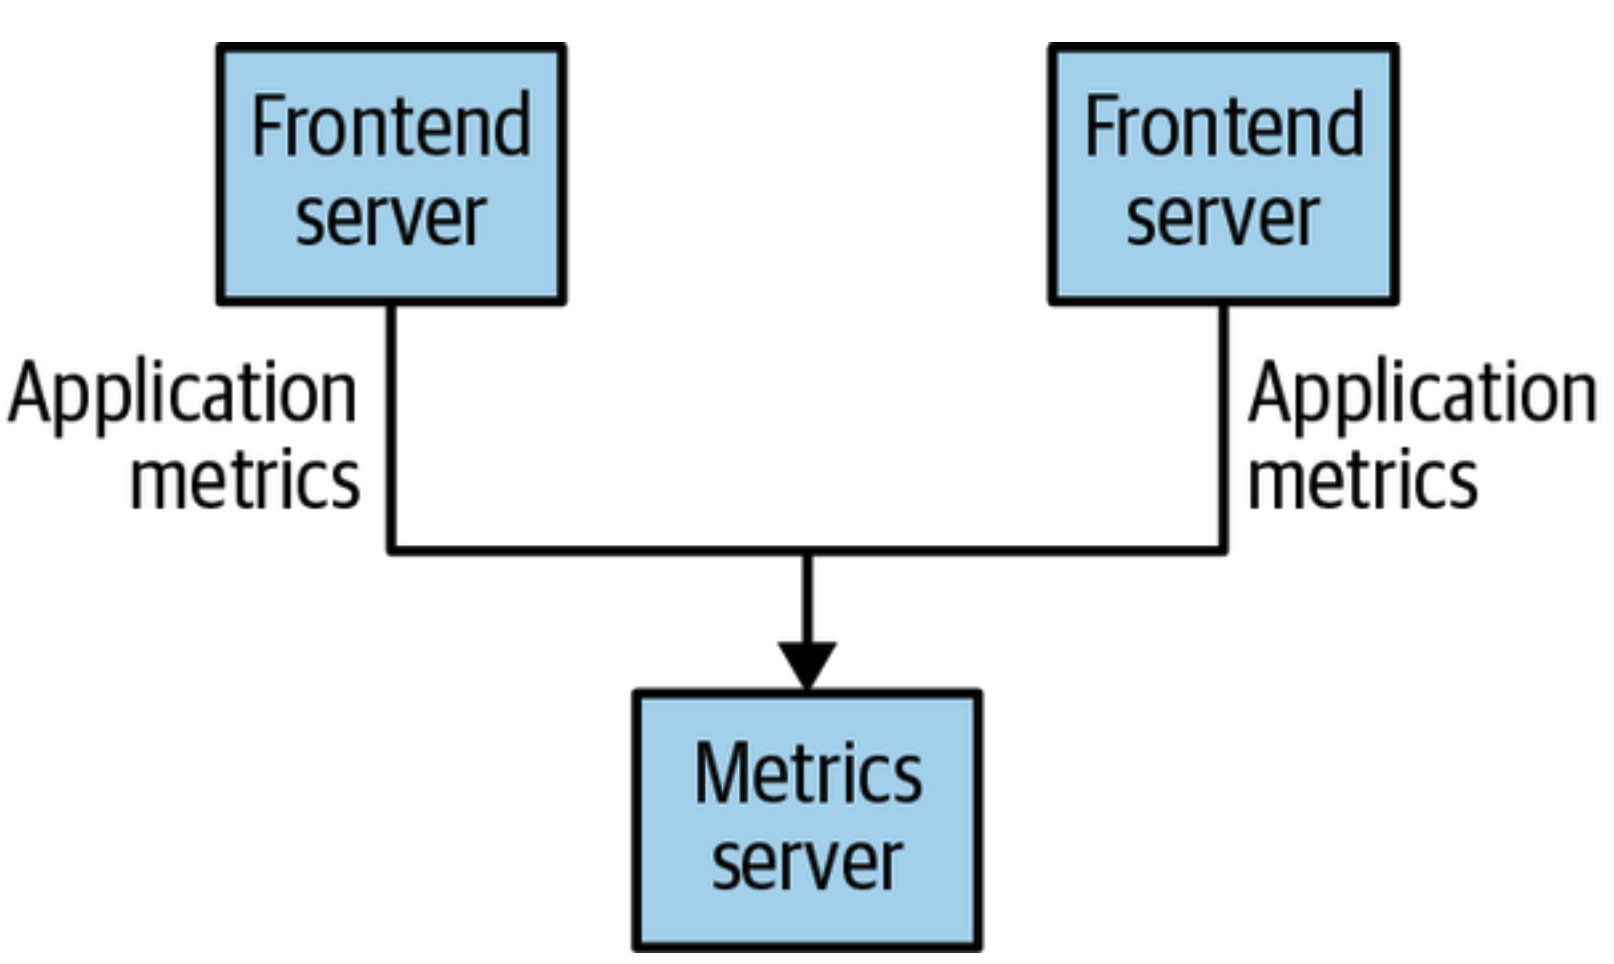 Frontend
server
Frontend
server
Application
metrics
Application
metrics
Metrics
server